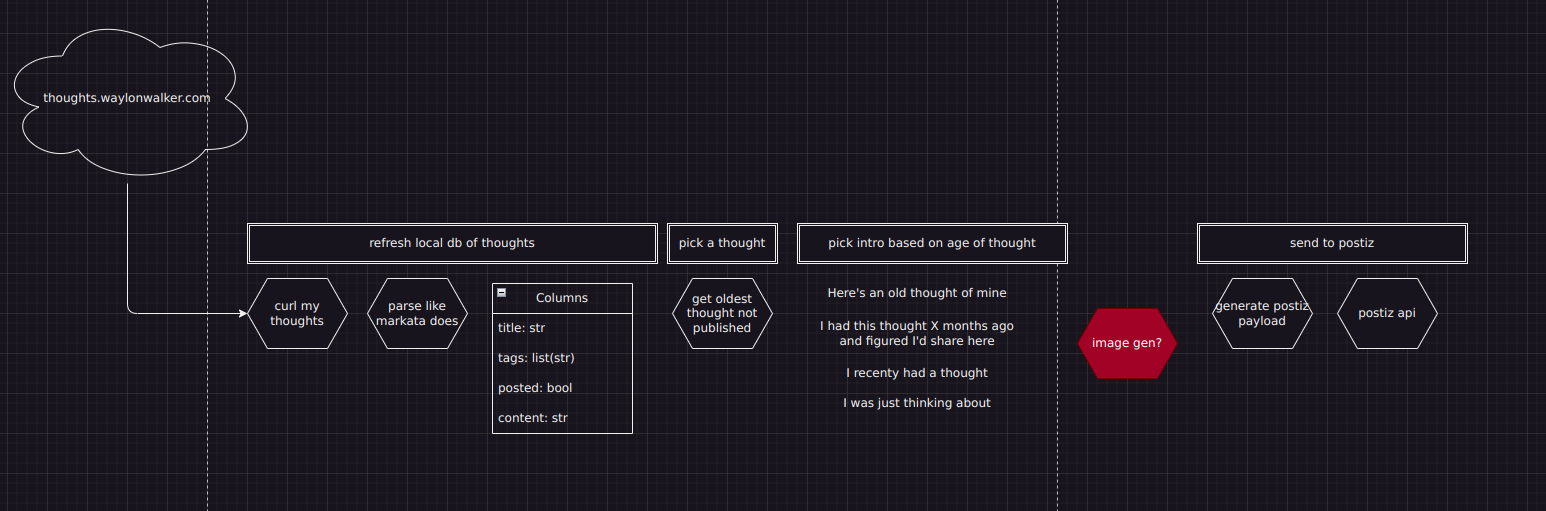 thoughts.waylonwalker.com
refresh local db of thoughts
pick a thought
pick intro based on age of thought
send to postiz
curl my
thoughts
parse like
markata does
Columns
title: str
tags: list(str)
posted: bool
content: str
get oldest
thought not
published
Here's an old thought of mine
I had this thought X months ago
and figured I'd share here
I recenty had a thought
I was just thinking about
image gen?
generate postiz
payload
postiz api